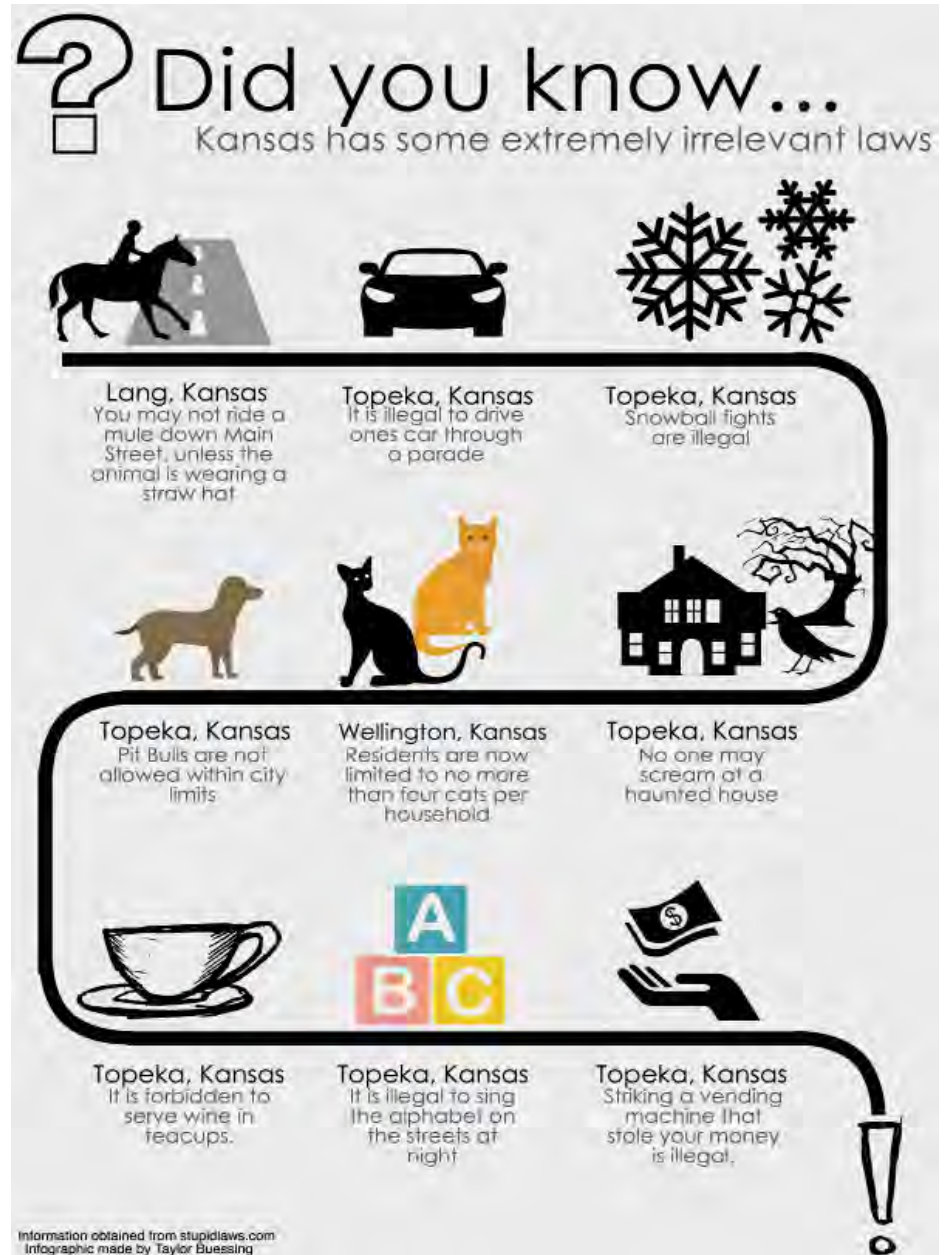 ?
Did you know...
Kansas has some extremely irrelevant laws
Lang, Kansas
You may not ride a
mule down Main
Street, unless the
animal is wearing a
straw hat
Topeka, Kansas
It is illegal to drive
ones car through
a parade
Topeka, Kansas
Snowball fights
are illegal
Topeka, Kansas
Pit Bulls are not
allowed within city
limits
Wellington, Kansas
Residents are now
limited to no more
than four cats per
household
Topeka, Kansas
No one may
scream at a
haunted house
A
B C
$
Topeka, Kansas
It is forbidden to
serve wine in
teacups.
Topeka, Kansas
It is illegal to sing
the alphabet on
the streets at
night
Topeka, Kansas
Striking a vending
machine that
stole your money
is illegal.
!
Information obtained from stupidlaws.com
Infographic made by Taylor Buessing